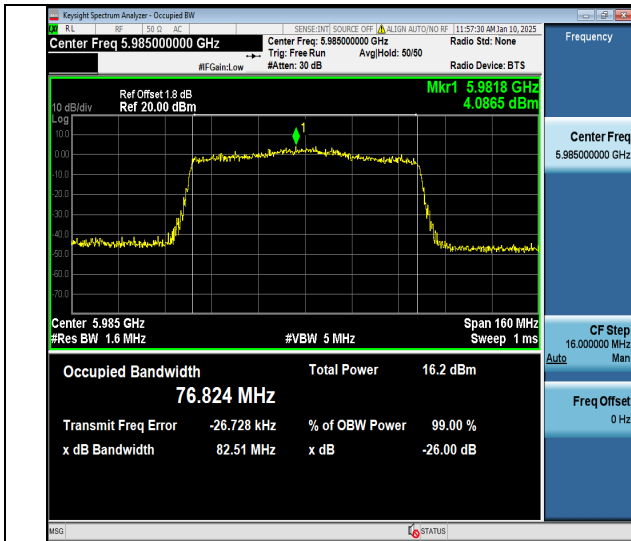 Keysight Spectrum Analyzer - Occupied BW
RL RF 50 Ω AC SENSE:INT SOURCE OFF ALIGN AUTO/NO RF 11:57:30 AM Jan 10, 2025
Center Freq 5.985000000 GHz
Center Freq: 5.985000000 GHz Radio Std: None
Trig: Free Run Avg|Hold: 50/50
#IFGain:Low #Atten: 30 dB Radio Device: BTS
Frequency
Ref Offset 1.8 dB Mkr1 5.9818 GHz
10 dB/div Ref 20.00 dBm 4.0865 dBm
Log
10.0
1
0.00
-10.0
-20.0
-30.0
-40.0
-50.0
-60.0
-70.0
Center 5.985 GHz Span 160 MHz
#Res BW 1.6 MHz #VBW 5 MHz Sweep 1 ms
Center Freq
5.985000000 GHz
CF Step
16.000000 MHz
Auto Man
Freq Offset
0 Hz
Occupied Bandwidth Total Power 16.2 dBm
76.824 MHz
Transmit Freq Error -26.728 kHz % of OBW Power 99.00 %
x dB Bandwidth 82.51 MHz x dB -26.00 dB
MSG STATUS